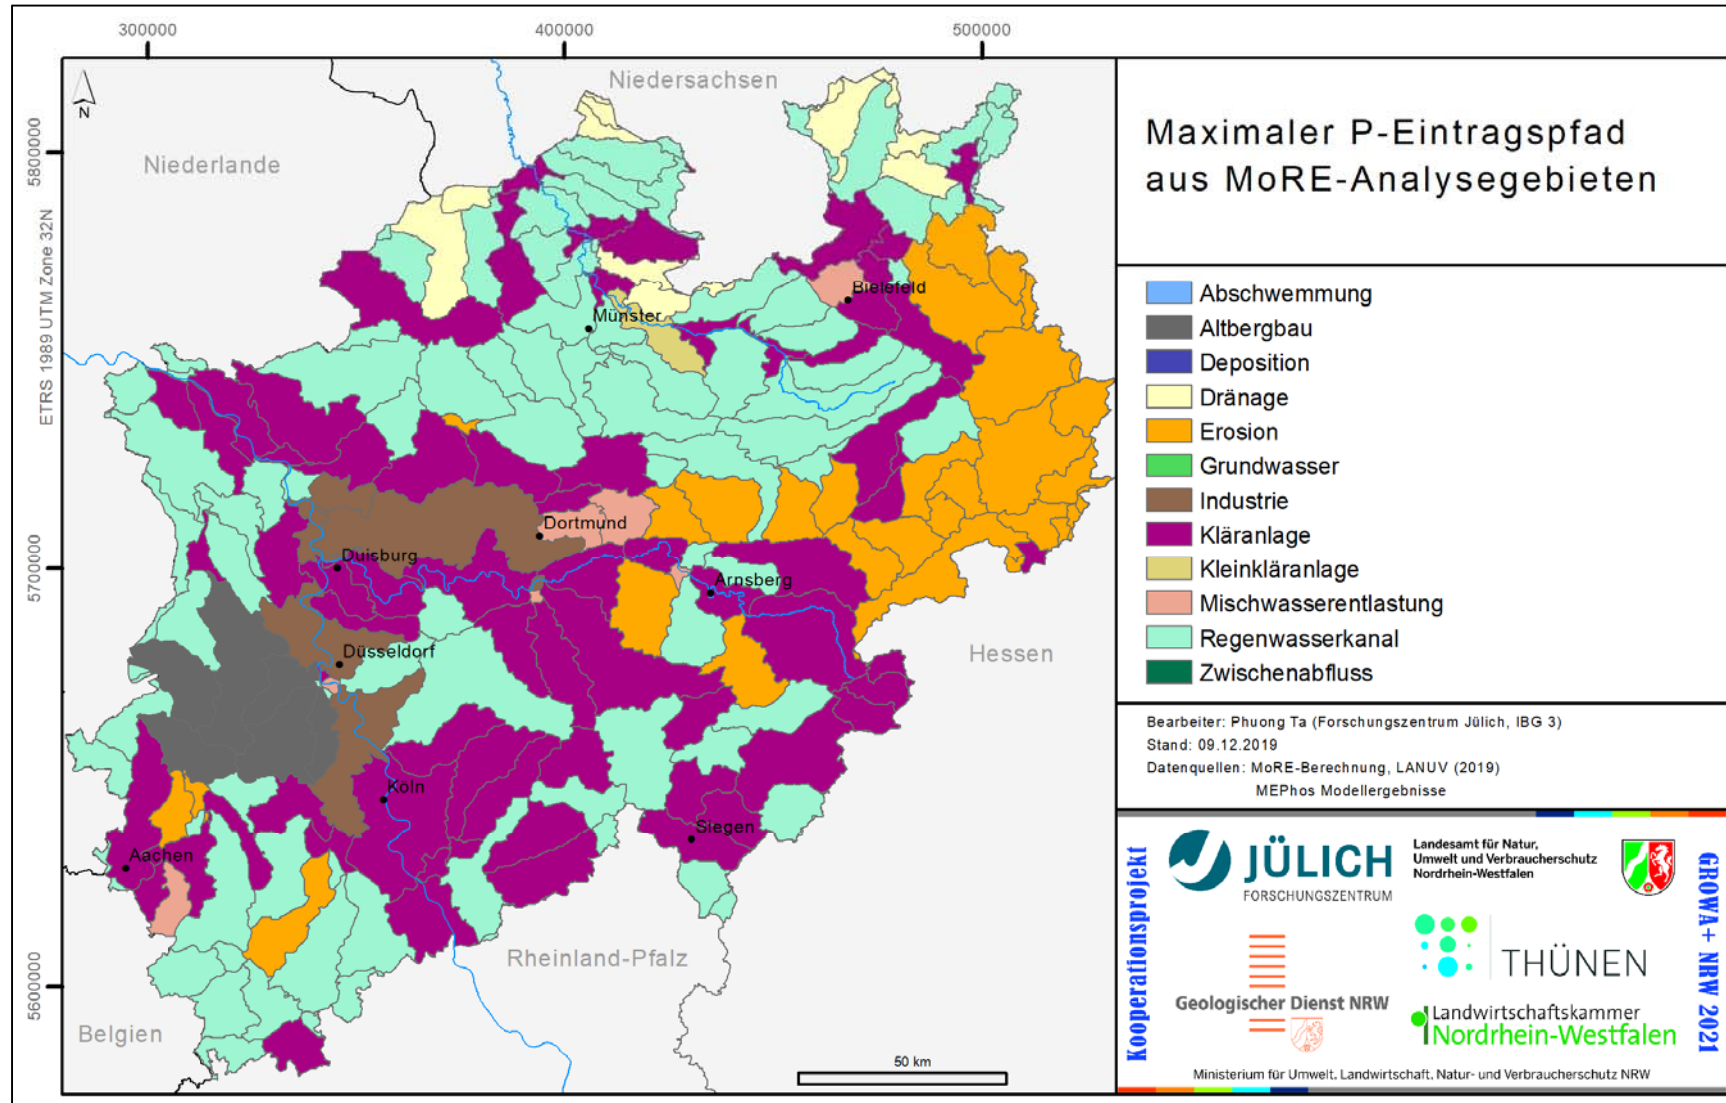 300000
400000
500000
Niedersachsen
Niederlande
N
5800000
ETRS 1989 UTM Zone 32N
5700000
5600000
Bielefeld
Münster
Dortmund
Duisburg
Arnsberg
Düsseldorf
Hessen
Köln
Siegen
Aachen
Rheinland-Pfalz
Belgien
50 km
Maximaler P-Eintragspfad
aus MoRE-Analysegebieten
Abschwemmung
Altbergbau
Deposition
Dränage
Erosion
Grundwasser
Industrie
Kläranlage
Kleinkläranlage
Mischwasserentlastung
Regenwasserkanal
Zwischenabfluss
Bearbeiter: Phuong Ta (Forschungszentrum Jülich, IBG 3)
Stand: 09.12.2019
Datenquellen: MoRE-Berechnung, LANUV (2019)
MEPhos Modellergebnisse
Kooperationsprojekt
JÜLICH
FORSCHUNGSZENTRUM
Landesamt für Natur,
Umwelt und Verbraucherschutz
Nordrhein-Westfalen
GROWA+ NRW 2021
THÜNEN
Geologischer Dienst NRW
Landwirtschaftskammer
Nordrhein-Westfalen
Ministerium für Umwelt, Landwirtschaft, Natur- und Verbraucherschutz NRW